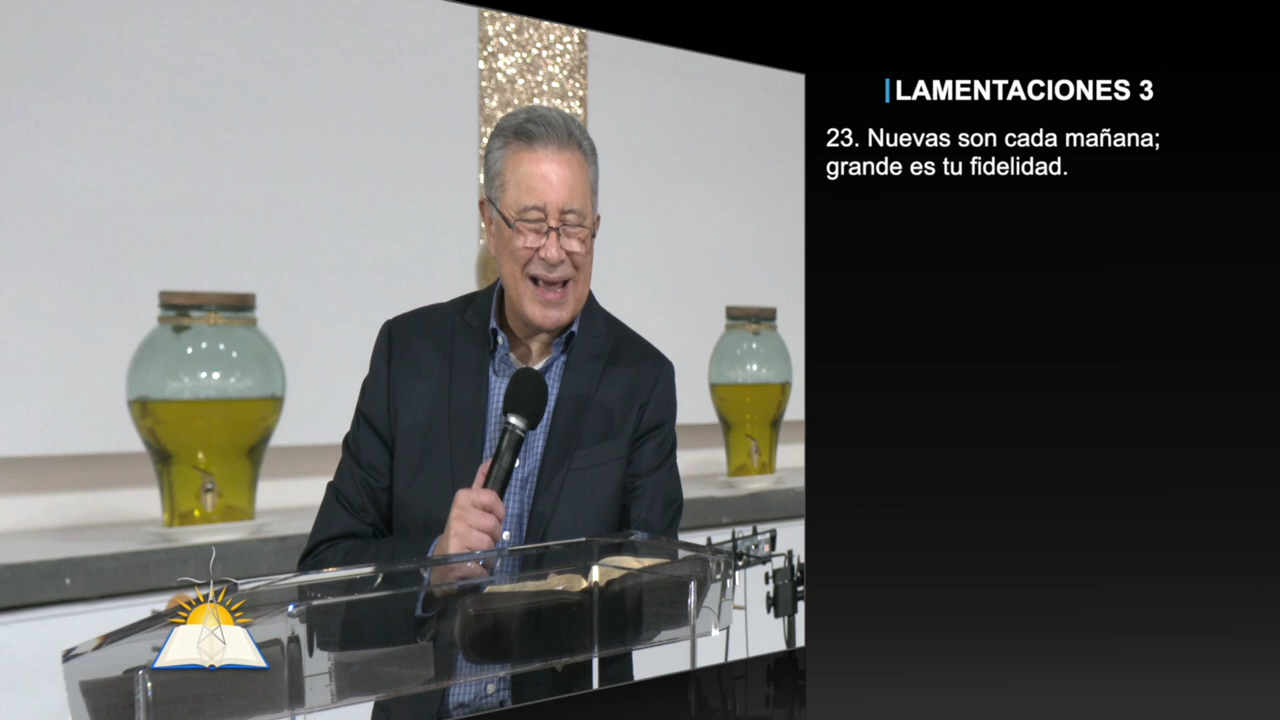 LAMENTACIONES 3
23. Nuevas son cada mañana;
grande es tu fidelidad.